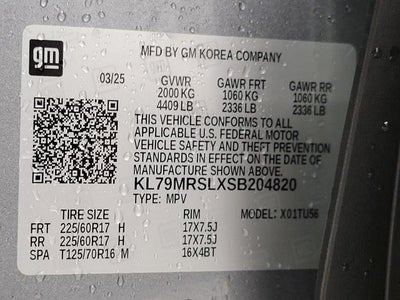 gm
MFD BY GM KOREA COMPANY
03/25 GVWR GAWR FRT GAWR RR
2000 KG 1060 KG 1060 KG
4409 LB 2336 LB 2336 LB
THIS VEHICLE CONFORMS TO ALL
APPLICABLE U.S. FEDERAL MOTOR
VEHICLE SAFETY AND THEFT PREVENTION
STANDARDS IN EFFECT ON THE DATE OF
MANUFACTURE SHOWN ABOVE.
KL79MRSLXSB204820
TYPE: MPV MODEL: X01TU56
TIRE SIZE RIM
FRT 225/60R17 H 17X7.5J
RR 225/60R17 H 17X7.5J
SPA T125/70R16 M 16X4BT